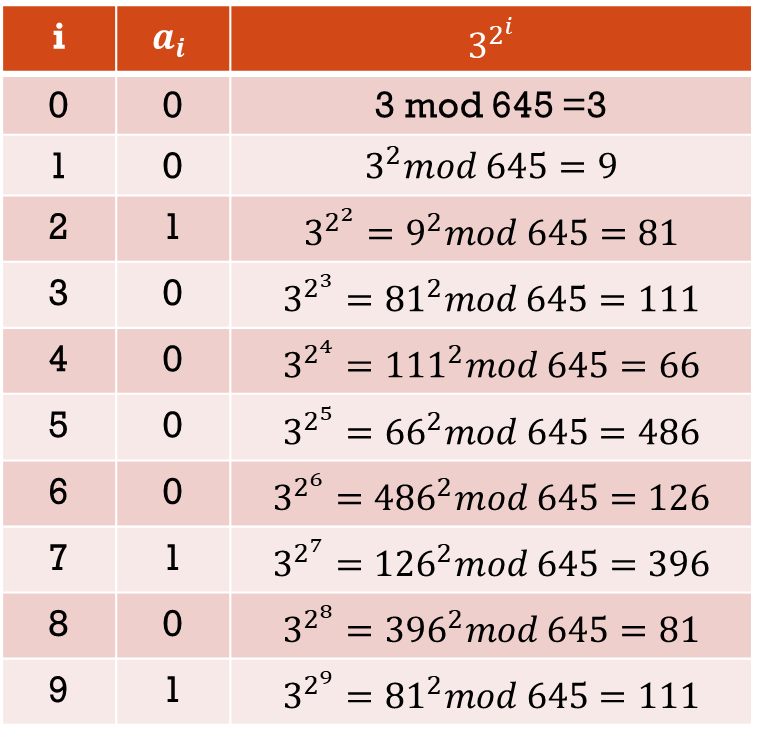 i a_i 3^{2^i}
0 0 3 mod 645 =3
1 0 3^2 mod 645 = 9
2 1 3^{2^2} = 9^2 mod 645 = 81
3 0 3^{2^3} = 81^2 mod 645 = 111
4 0 3^{2^4} = 111^2 mod 645 = 66
5 0 3^{2^5} = 66^2 mod 645 = 486
6 0 3^{2^6} = 486^2 mod 645 = 126
7 1 3^{2^7} = 126^2 mod 645 = 396
8 0 3^{2^8} = 396^2 mod 645 = 81
9 1 3^{2^9} = 81^2 mod 645 = 111